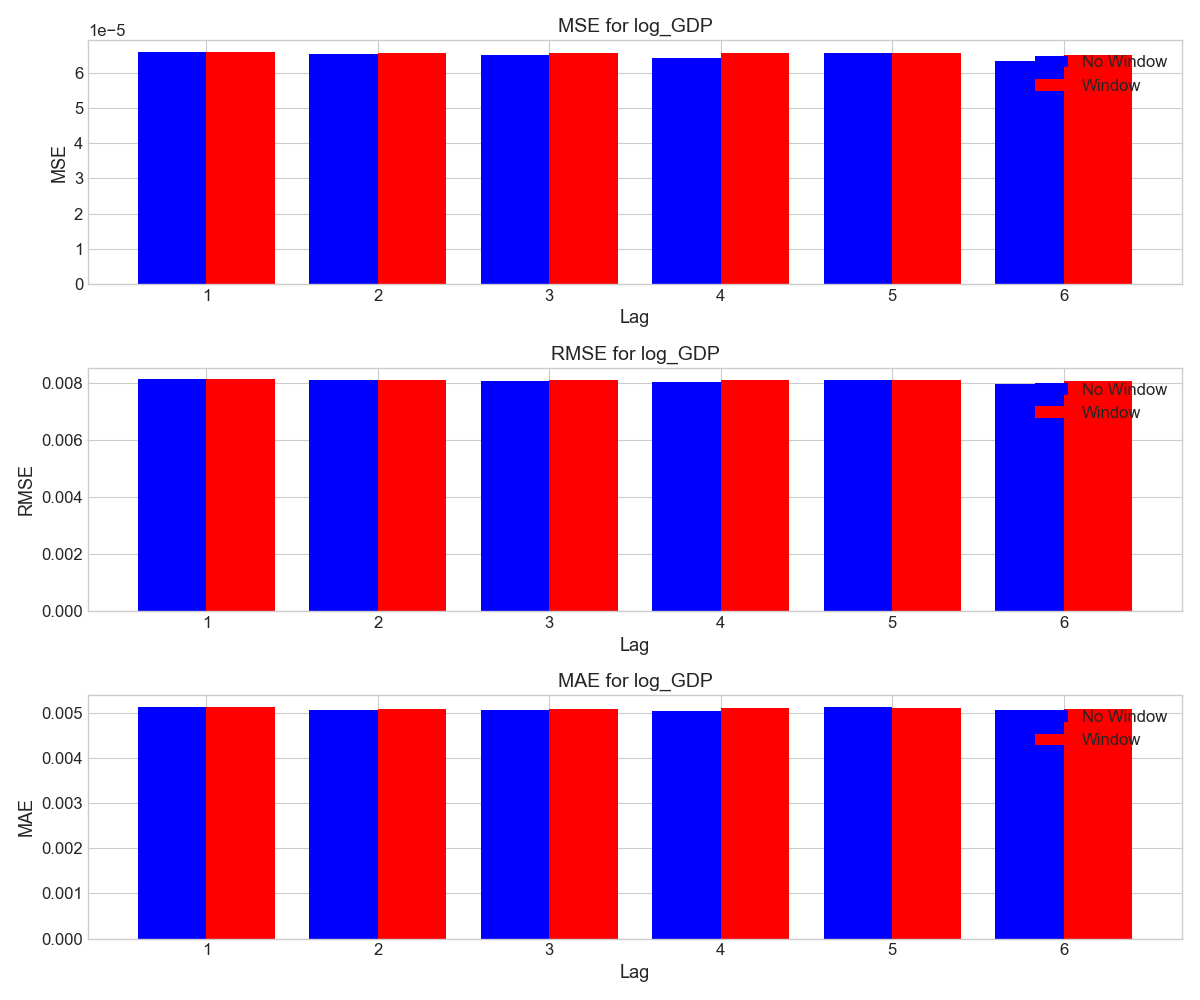 MSE for log_GDP
1e−5
6
5
4
3
2
1
0
MSE
No Window
Window
1 2 3 4 5 6
Lag
RMSE for log_GDP
0.008
0.006
0.004
0.002
0.000
RMSE
No Window
Window
1 2 3 4 5 6
Lag
MAE for log_GDP
0.005
0.004
0.003
0.002
0.001
0.000
MAE
No Window
Window
1 2 3 4 5 6
Lag